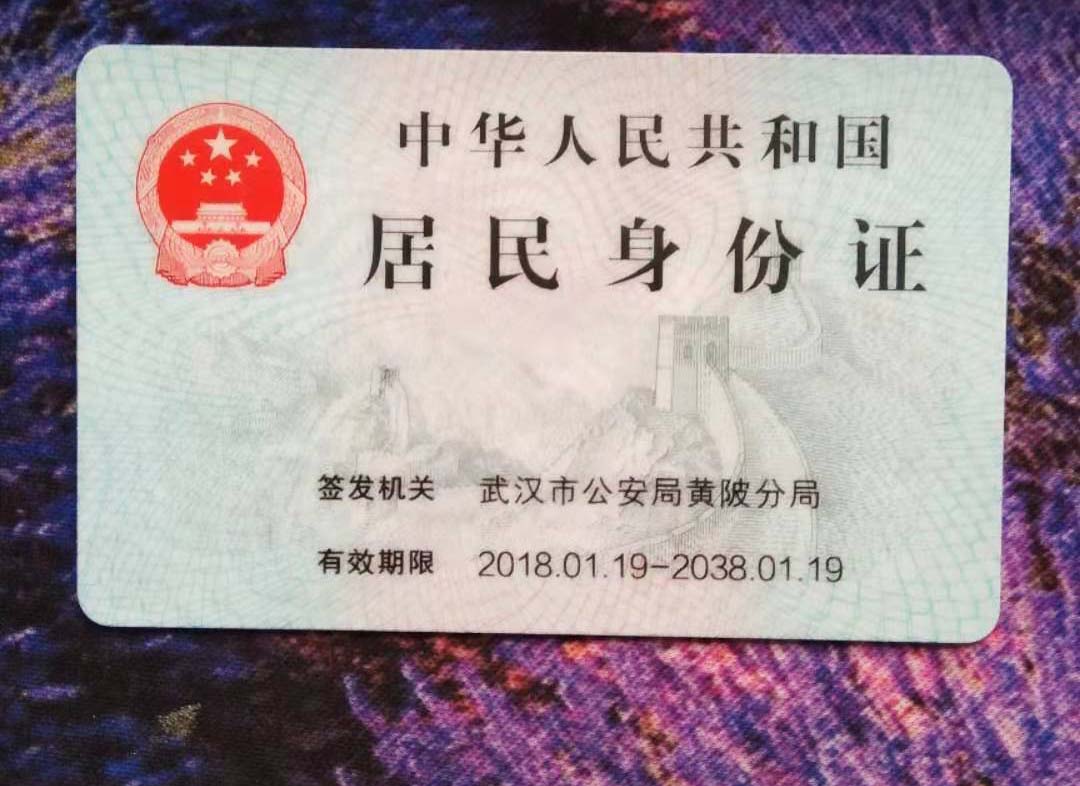 中华人民共和国
居民身份证
签发机关 武汉市公安局黄陂分局
有效期限 2018.01.19-2038.01.19